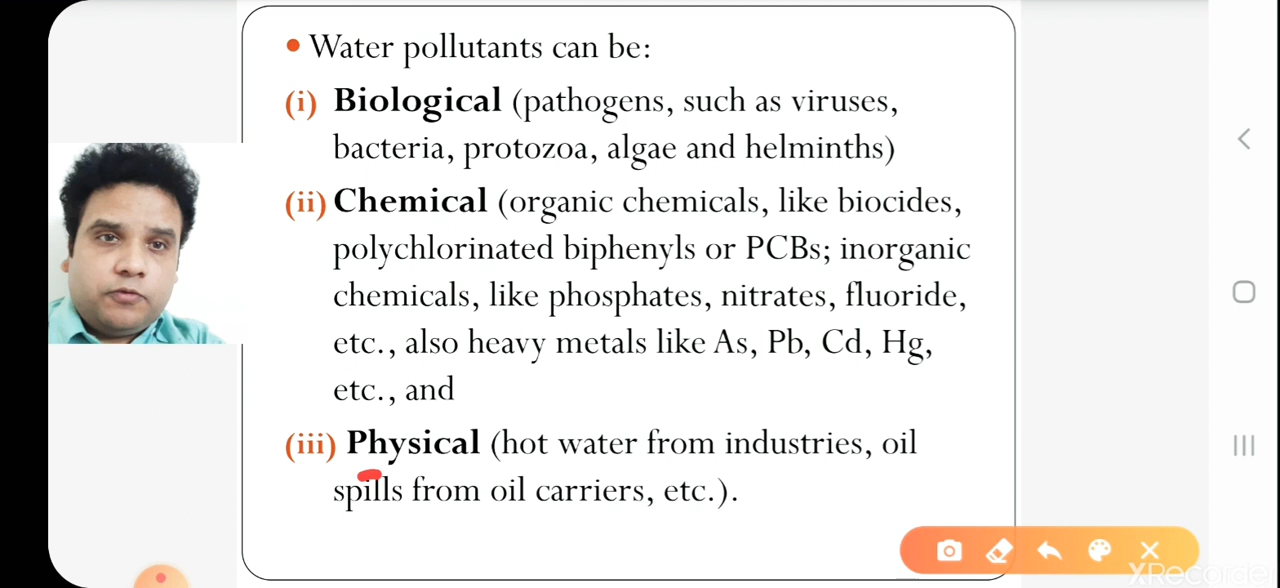 • Water pollutants can be:
(i) Biological (pathogens, such as viruses,
bacteria, protozoa, algae and helminths)
(ii) Chemical (organic chemicals, like biocides,
polychlorinated biphenyls or PCBs; inorganic
chemicals, like phosphates, nitrates, fluoride,
etc., also heavy metals like As, Pb, Cd, Hg,
etc., and
(iii) Physical (hot water from industries, oil
spills from oil carriers, etc.).
XRecorder